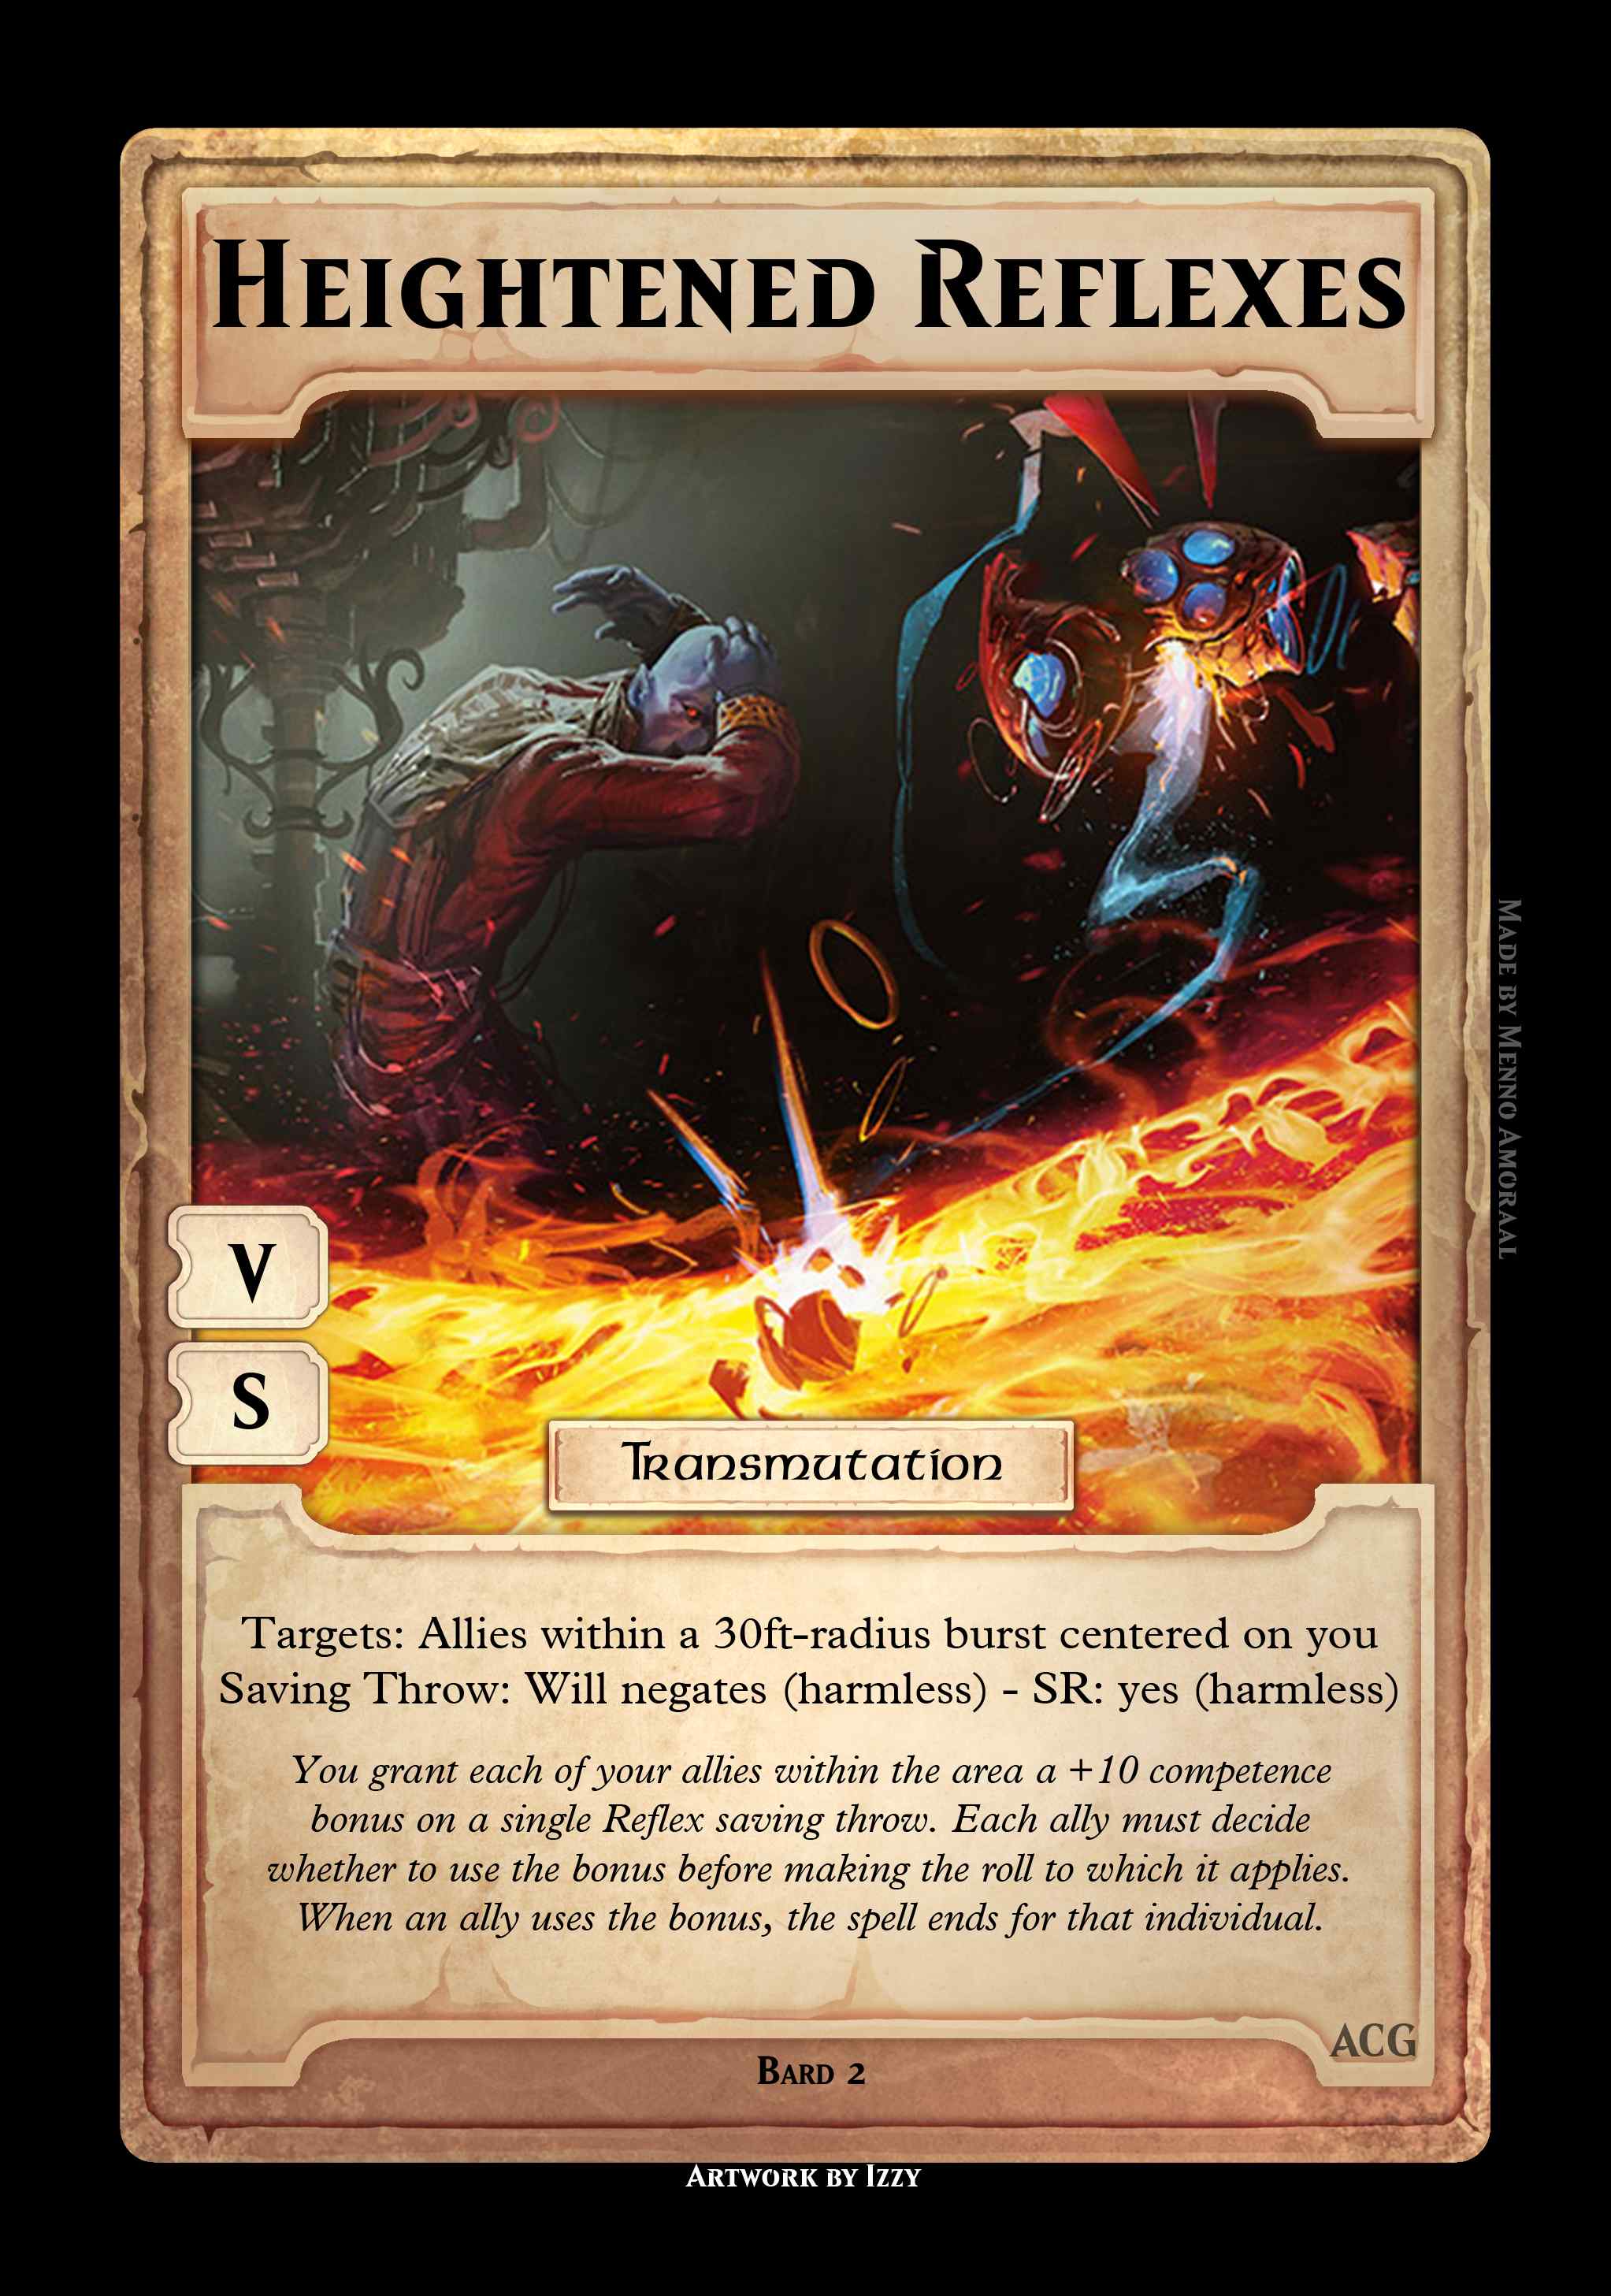 Heightened Reflexes
V
S
Transmutation
Targets: Allies within a 30ft-radius burst centered on you
Saving Throw: Will negates (harmless) - SR: yes (harmless)
You grant each of your allies within the area a +10 competence
bonus on a single Reflex saving throw. Each ally must decide
whether to use the bonus before making the roll to which it applies.
When an ally uses the bonus, the spell ends for that individual.
ACG
Bard 2
Artwork by Izzy
Made by Menno Amoraal